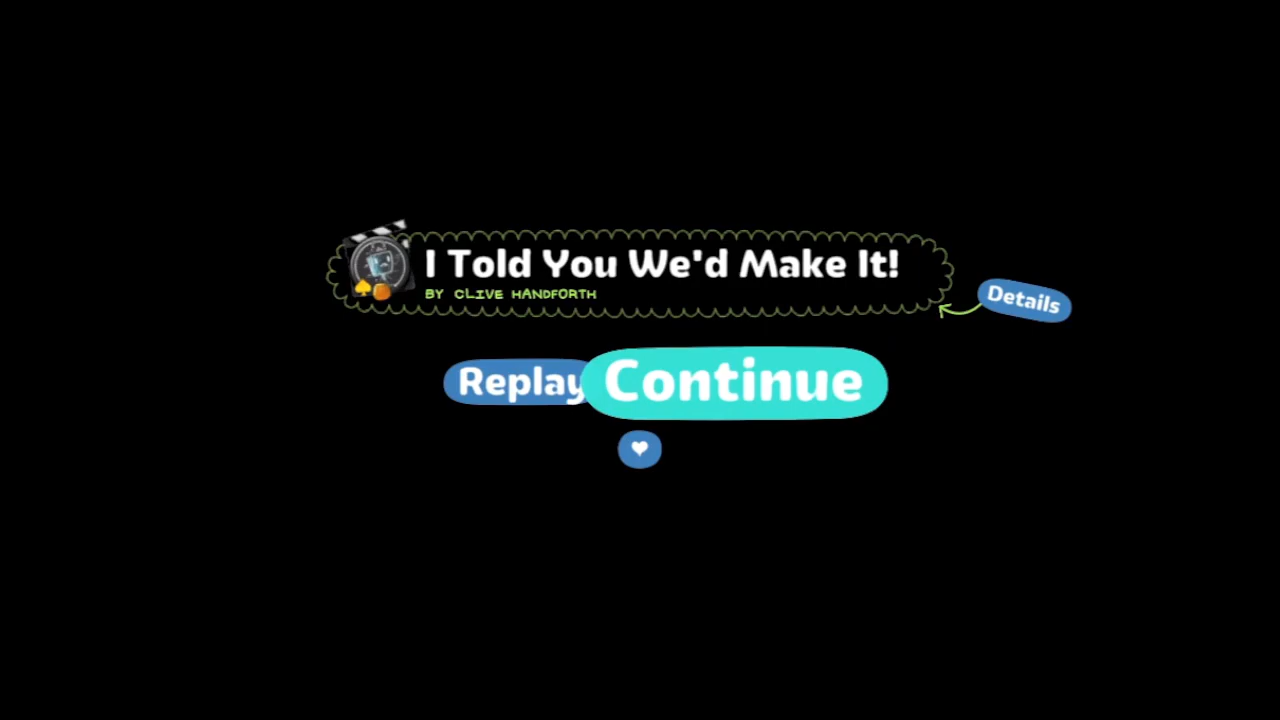 I Told You We'd Make It!
BY CLIVE HANDFORTH
Details
Replay
Continue